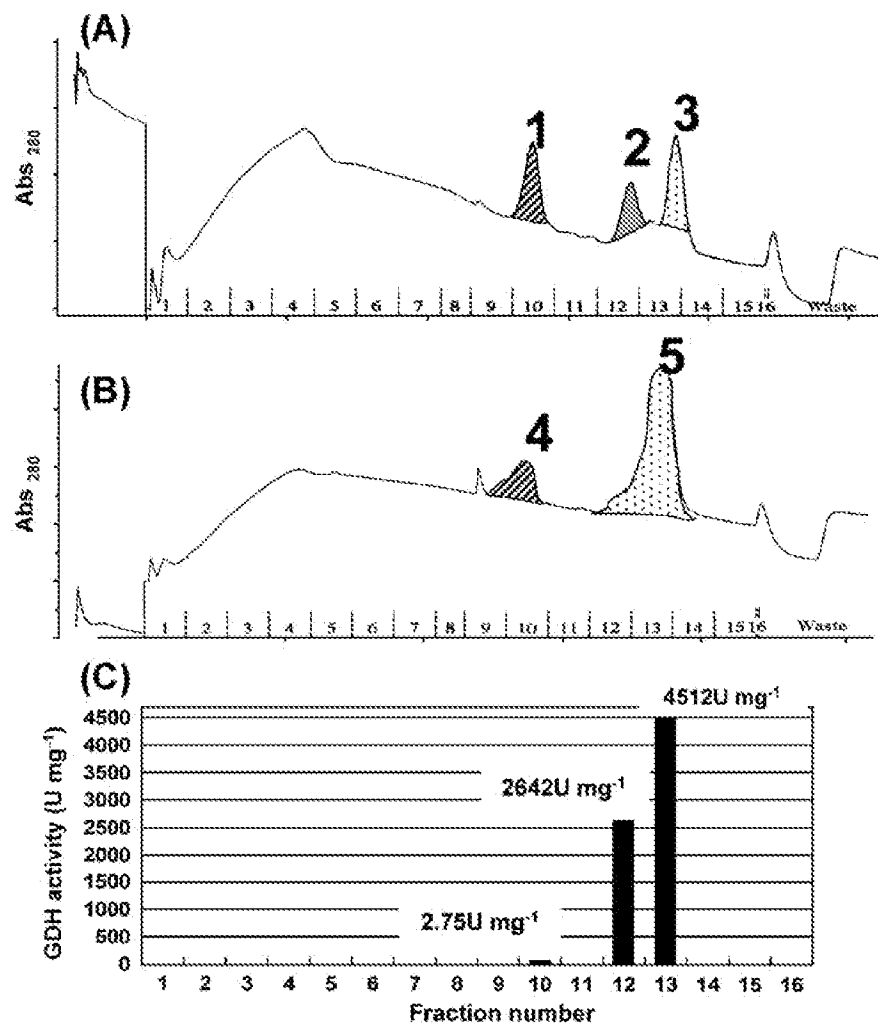 (A)
1
2
3
Abs 280
1 2 3 4 5 6 7 8 9 10 11 12 13 14 15 16 Waste
(B)
4
5
Abs 280
1 2 3 4 5 6 7 8 9 10 11 12 13 14 15 16 Waste
(C)
GDH activity (U mg-1)
4500
4000
3500
3000
2500
2000
1500
1000
500
0
4512U mg-1
2642U mg-1
2.75U mg-1
1 2 3 4 5 6 7 8 9 10 11 12 13 14 15 16
Fraction number